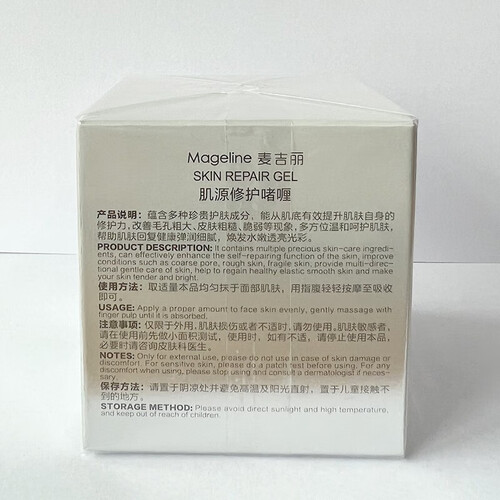 Mageline 麦吉丽
SKIN REPAIR GEL
肌源修护啫喱
产品说明：蕴含多种珍贵护肤成分，能从肌底有效提升肌肤自身的
修护力，改善毛孔粗大、皮肤粗糙、脆弱等现象，多方位温和呵护肌肤，
帮助肌肤回复健康弹润细腻，焕发水嫩透亮光彩。
PRODUCT DESCRIPTION: It contains multiple precious skin-care ingredi-
ents, can effectively enhance the self-repairing function of the skin, improve
conditions such as coarse pore, rough skin, fragile skin; provide multi-direc-
tional gentle care of skin, help to regain healthy elastic smooth skin and make
your skin tender and bright.
使用方法：取适量本品均匀抹于面部肌肤，用指腹轻轻按摩至吸收
即可。
USAGE: Apply a proper amount to face skin evenly, gently massage with
finger pulp until it is absorbed.
注意事项：仅限于外用，肌肤损伤或者不适时，请勿使用。肌肤敏感者，
请在使用前先做小面积测试，使用时，如有不适，请停止使用本品，
必要时请咨询皮肤科医生。
NOTES: Only for external use, please do not use in case of skin damage or
discomfort. For sensitive skin, please do a patch test before using. For any
discomfort when using, please stop using and consult a dermatologist if neces-
sary.
保存方法：请置于阴凉处并避免高温及阳光直射，置于儿童接触不
到的地方。
STORAGE METHOD: Please avoid direct sunlight and high temperature,
and keep out of reach of children.